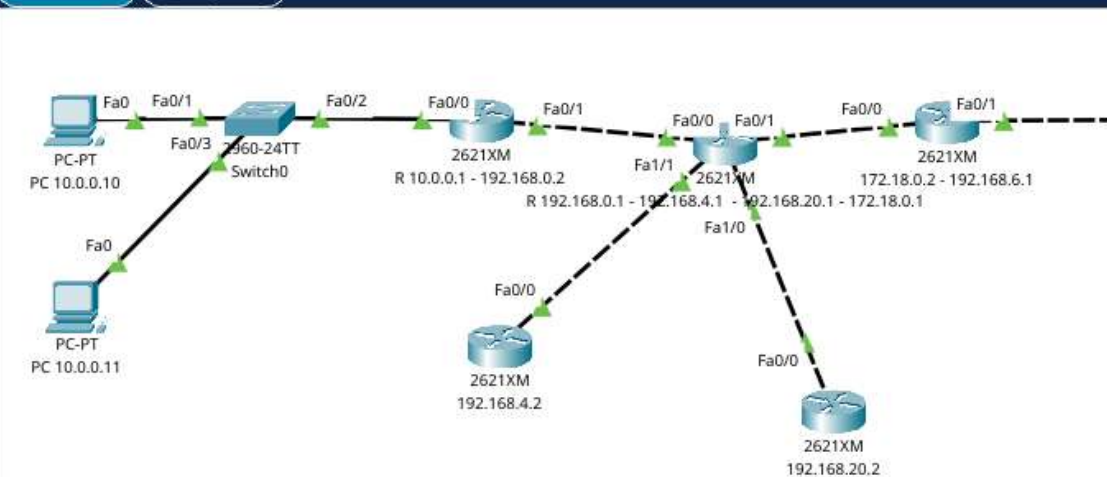 Fa0
Fa0/1
Fa0/2
Fa0/0
Fa0/1
Fa0/0
Fa0/1
Fa0/0
Fa0/1
Fa0/3
2960-24TT
Switch0
PC-PT
PC 10.0.0.10
2621XM
R 10.0.0.1 - 192.168.0.2
Fa1/1
2621XM
R 192.168.0.1 - 192.168.4.1 - 192.168.20.1 - 172.18.0.1
2621XM
172.18.0.2 - 192.168.6.1
Fa1/0
Fa0
PC-PT
PC 10.0.0.11
Fa0/0
2621XM
192.168.4.2
Fa0/0
2621XM
192.168.20.2